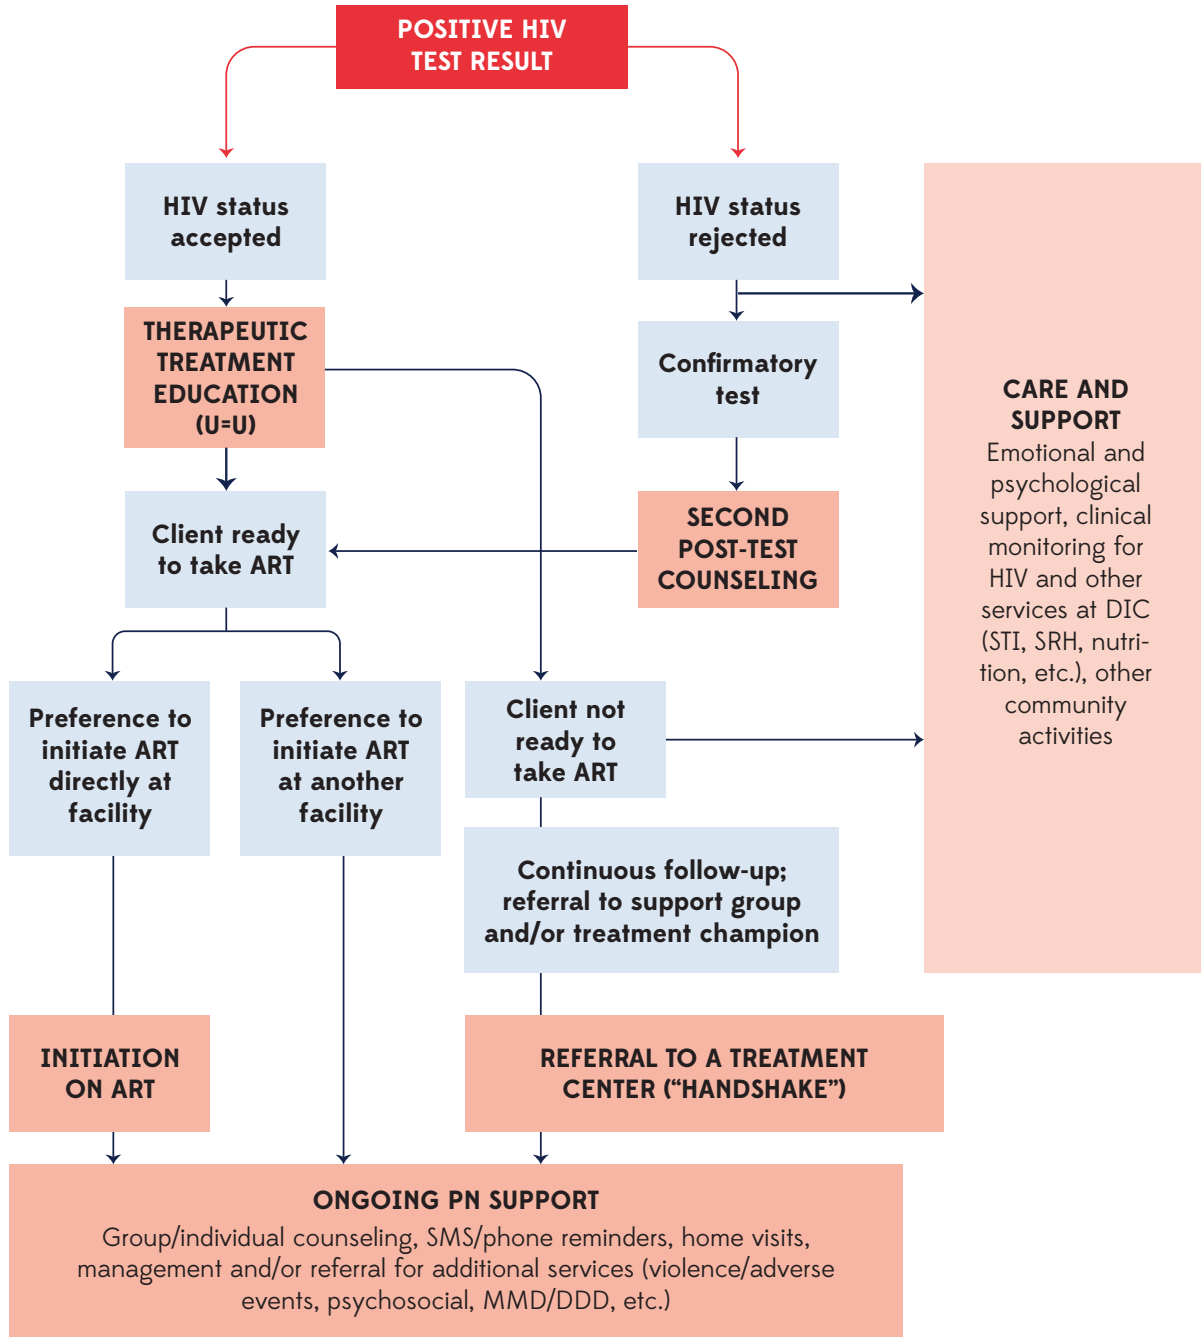 POSITIVE HIV
TEST RESULT
HIV status
accepted
HIV status
rejected
THERAPEUTIC
TREATMENT
EDUCATION
(U=U)
Confirmatory
test
CARE AND
SUPPORT
Emotional and
psychological
support, clinical
monitoring for
HIV and other
services at DIC
(STI, SRH, nutri-
tion, etc.), other
community
activities
Client ready
to take ART
SECOND
POST-TEST
COUNSELING
Preference to
initiate ART
directly at
facility
Preference to
initiate ART
at another
facility
Client not
ready to
take ART
Continuous follow-up;
referral to support group
and/or treatment champion
INITIATION
ON ART
REFERRAL TO A TREATMENT
CENTER (“HANDSHAKE”)
ONGOING PN SUPPORT
Group/individual counseling, SMS/phone reminders, home visits,
management and/or referral for additional services (violence/adverse
events, psychosocial, MMD/DDD, etc.)